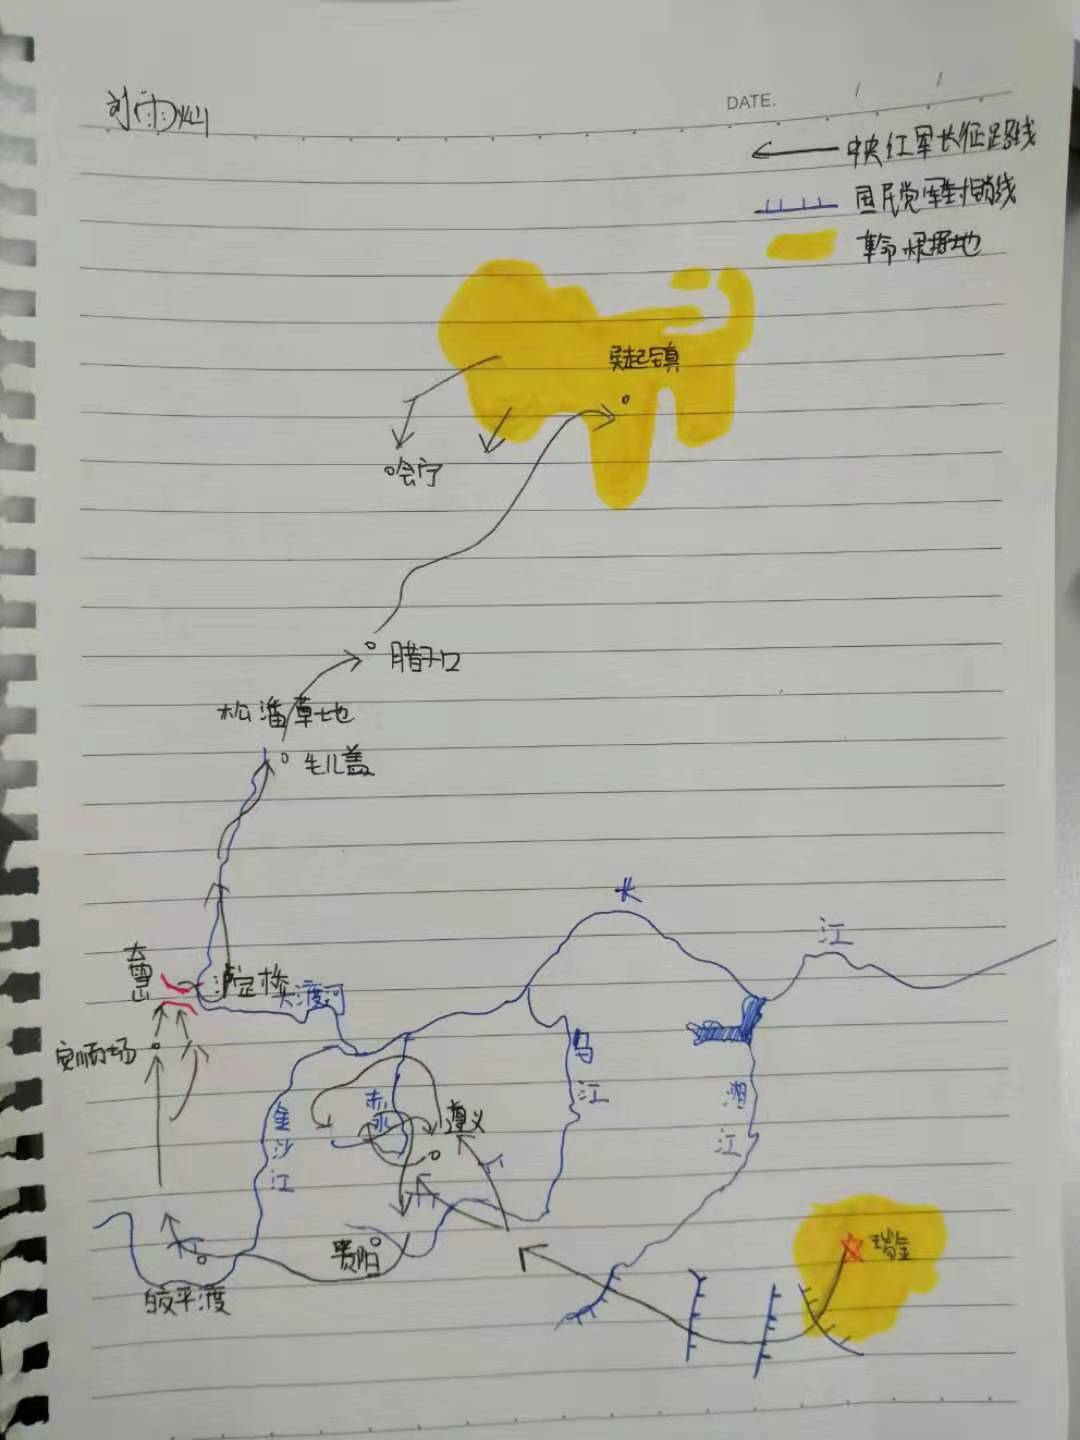 刘雨灿
DATE.
中央红军长征路线
国民党军封锁线
革命根据地
吴起镇
会宁
腊子口
松潘草地
毛儿盖
长江
大雪山
泸定桥
大渡河
安顺场
乌江
赤水
遵义
湘江
金沙江
贵阳
瑞金
皎平渡